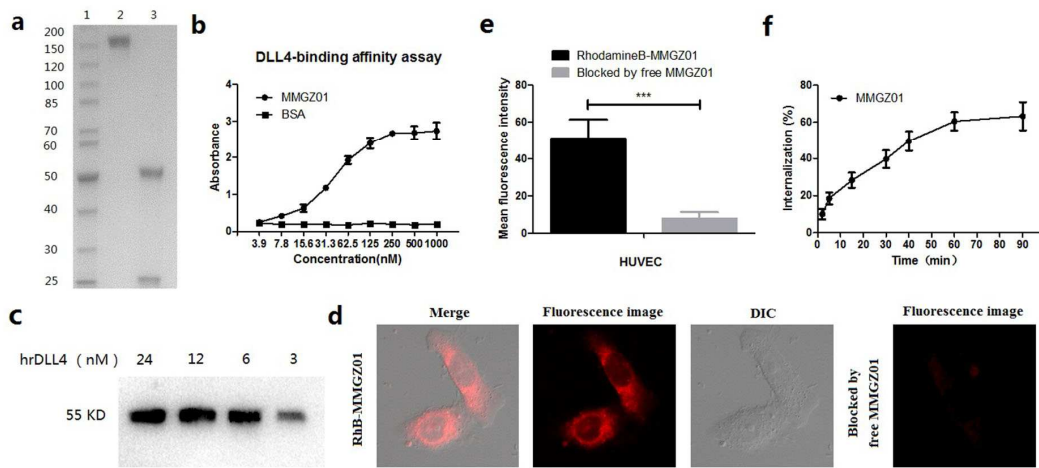 a
1 2 3
200
150
120
100
85
70
60
50
40
30
25
b
DLL4-binding affinity assay
MMGZ01
BSA
Absorbance
4
3
2
1
0
3.9 7.8 15.6 31.3 62.5 125 250 500 1000
Concentration(nM)
c
hrDLL4 (nM) 24 12 6 3
55 KD
d
Merge Fluorescence image DIC Fluorescence image
RhB-MMGZ01
Blocked by
free MMGZ01
e
RhodamineB-MMGZ01
Blocked by free MMGZ01
Mean fluorescence intensity
80
60
40
20
0
***
HUVEC
f
MMGZ01
Internalization (%)
80
60
40
20
0
0 10 20 30 40 50 60 70 80 90
Time (min)